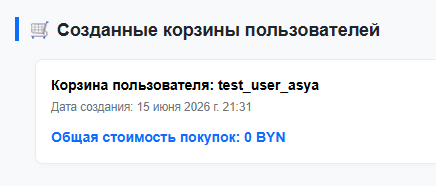 Созданные корзины пользователей
Корзина пользователя: test_user_asya
Дата создания: 15 июня 2026 г. 21:31
Общая стоимость покупок: 0 BYN